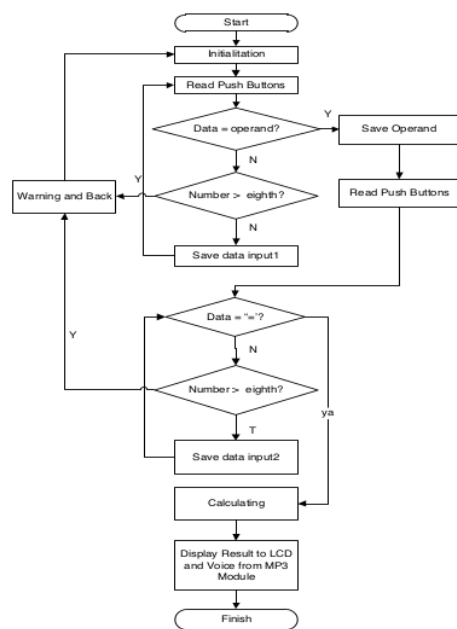 Start
Initialitation
Read Push Buttons
Data = operand?
Y
Save Operand
N
Y
Warning and Back
Number > eighth?
Read Push Buttons
N
Save data input1
Data = "="?
Y
N
Number > eighth?
ya
T
Save data input2
Calculating
Display Result to LCD
and Voice from MP3
Module
Finish